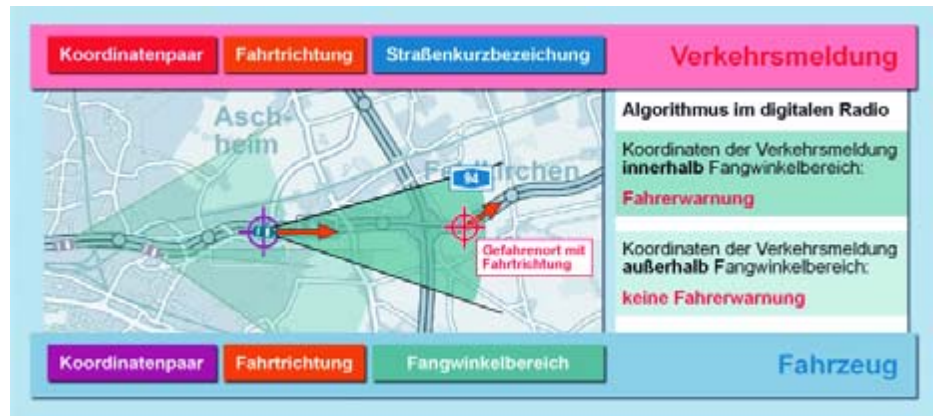 Koordinatenpaar Fahrtrichtung Straßenkurzbezeichung Verkehrsmeldung
Asch-
heim
Feldkirchen
94
Gefahrenort mit
Fahrtrichtung
Algorithmus im digitalen Radio
Koordinaten der Verkehrsmeldung
innerhalb Fangwinkelbereich:
Fahrerwarnung
Koordinaten der Verkehrsmeldung
außerhalb Fangwinkelbereich:
keine Fahrerwarnung
Koordinatenpaar Fahrtrichtung Fangwinkelbereich Fahrzeug